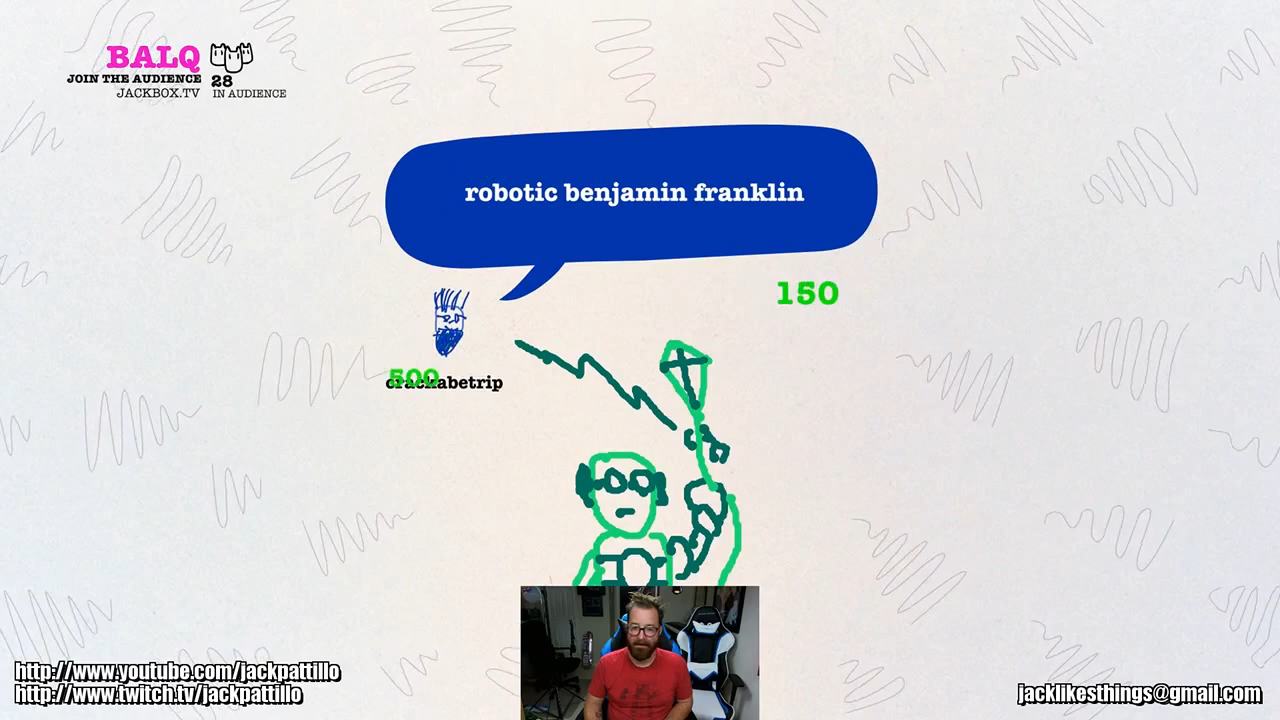 BALQ
JOIN THE AUDIENCE
JACKBOX.TV
28
IN AUDIENCE
robotic benjamin franklin
150
500
crackabetrip
http://www.youtube.com/jackpattillo
http://www.twitch.tv/jackpattillo
jacklikesthings@gmail.com